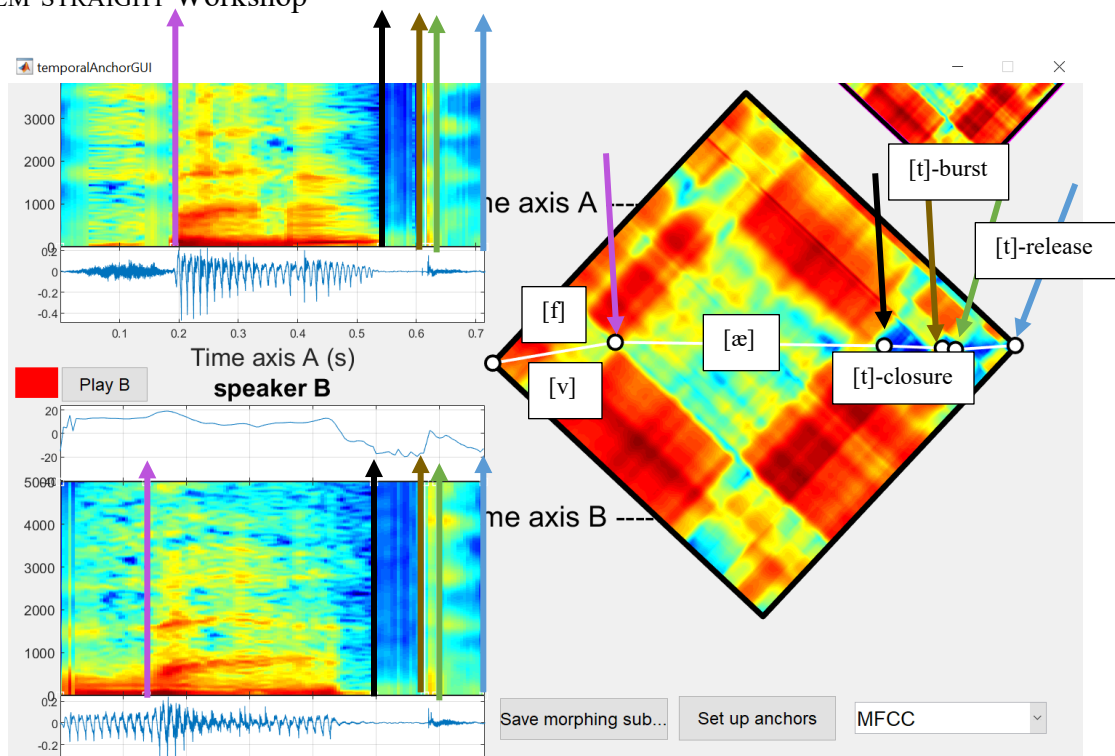 STRAIGHT Workshop
temporalAnchorGUI
3000
2000
1000
0
0.2
0
-0.2
-0.4
0.1 0.2 0.3 0.4 0.5 0.6 0.7
Time axis A (s)
Play B
speaker B
20
0
-20
5000
4000
3000
2000
1000
0
0.2
0
-0.2
me axis A ----
me axis B ----
[t]-burst
[t]-release
[f]
[æ]
[v]
[t]-closure
Save morphing sub...
Set up anchors
MFCC